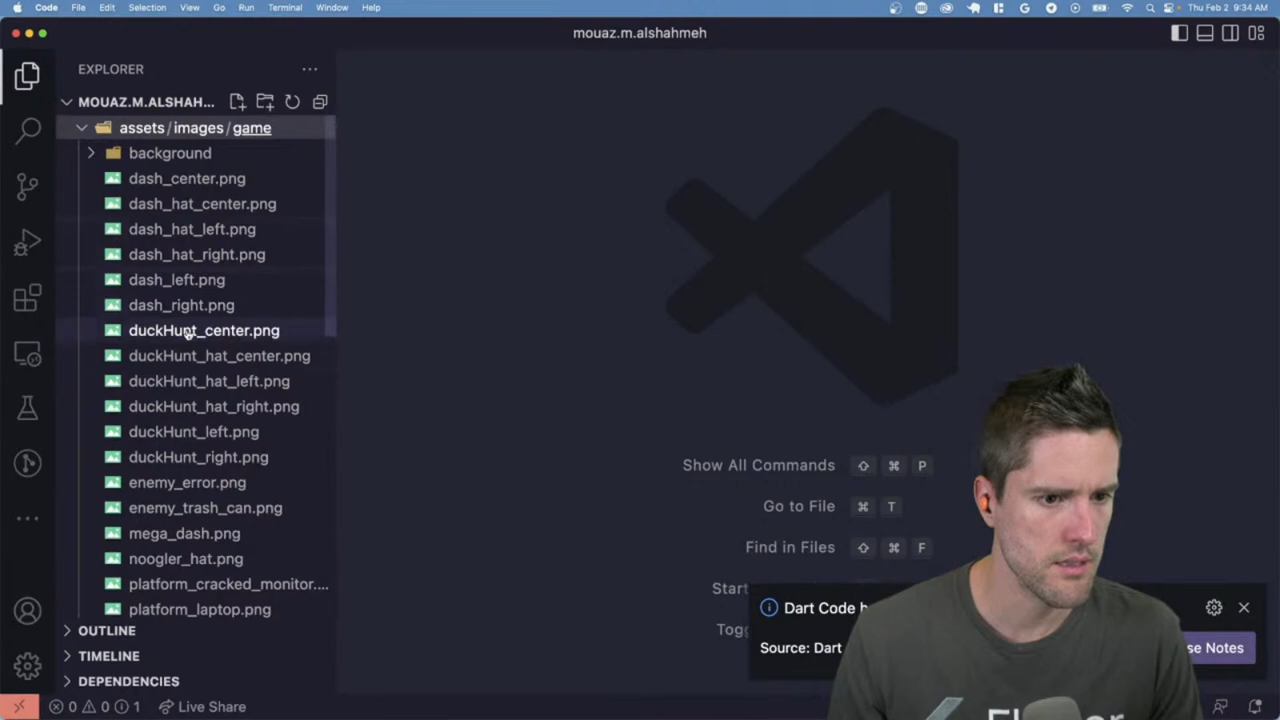 Code File Edit Selection View Go Run Terminal Window Help Thu Feb 2 9:34 AM
mouaz.m.alshahmeh
EXPLORER
MOUAZ.M.ALSHAH...
assets/images/game
background
dash_center.png
dash_hat_center.png
dash_hat_left.png
dash_hat_right.png
dash_left.png
dash_right.png
duckHunt_center.png
duckHunt_hat_center.png
duckHunt_hat_left.png
duckHunt_hat_right.png
duckHunt_left.png
duckHunt_right.png
enemy_error.png
enemy_trash_can.png
mega_dash.png
noogler_hat.png
platform_cracked_monitor....
platform_laptop.png
OUTLINE
TIMELINE
DEPENDENCIES
Show All Commands ⇧ ⌘ P
Go to File ⌘ T
Find in Files ⇧ ⌘ F
Start
Togg
Dart Code h
Source: Dart
se Notes
0 0 1 Live Share